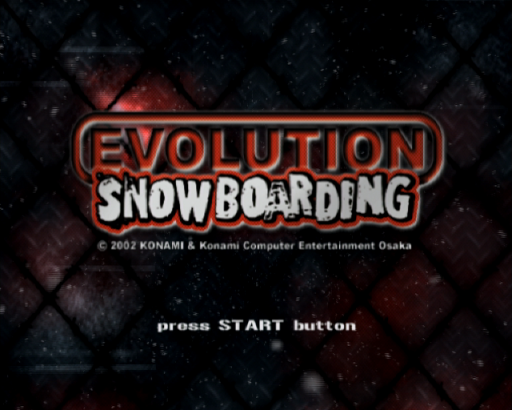 EVOLUTION
SNOWBOARDING
© 2002 KONAMI & Konami Computer Entertainment Osaka
press START button